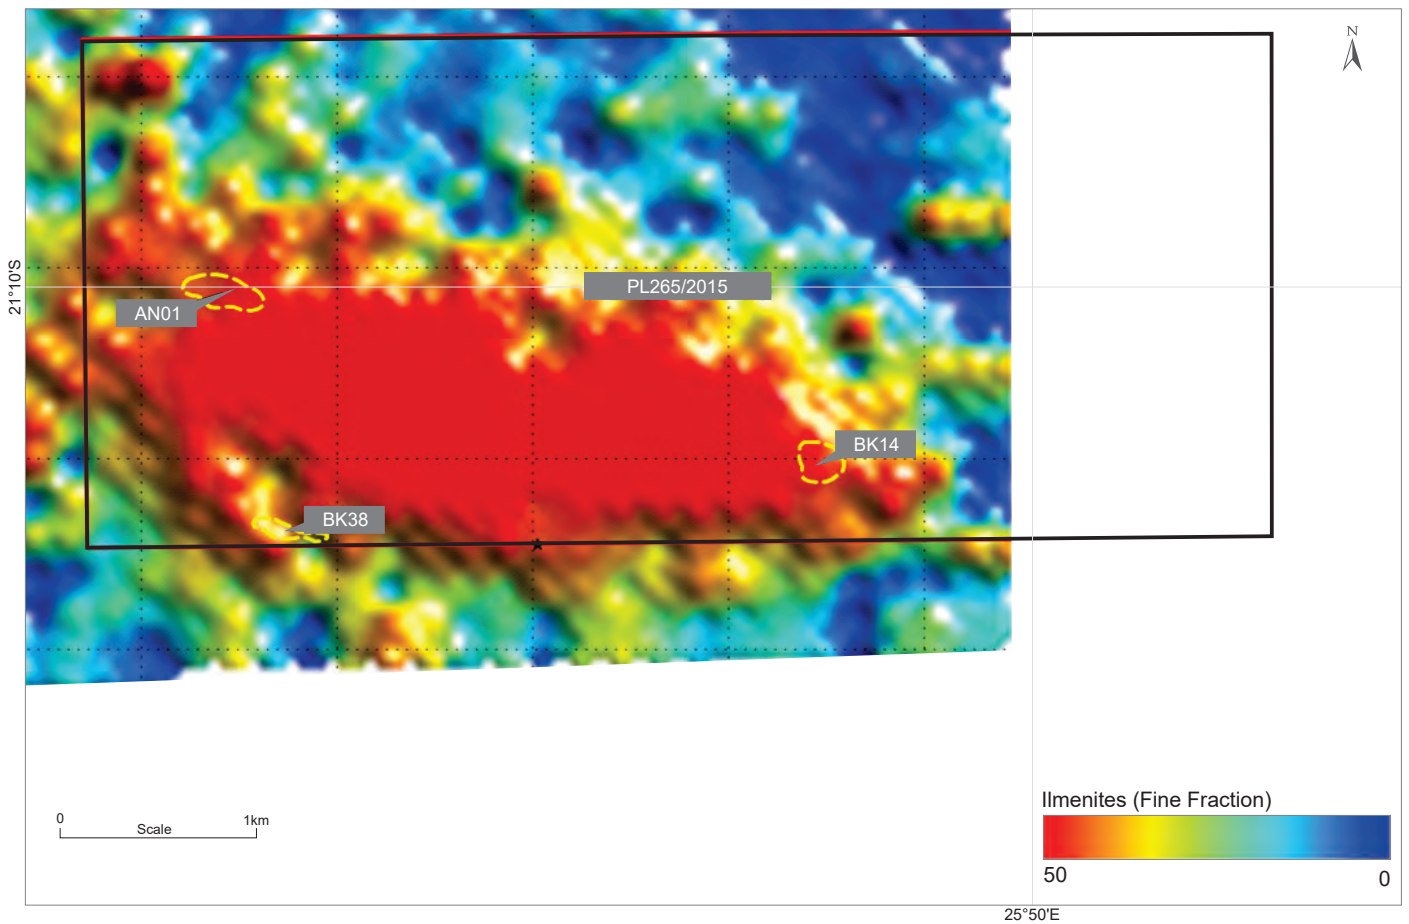 N
21°10'S
PL265/2015
AN01
BK14
BK38
Ilmenites (Fine Fraction)
0 1km
Scale
50 0
25°50'E